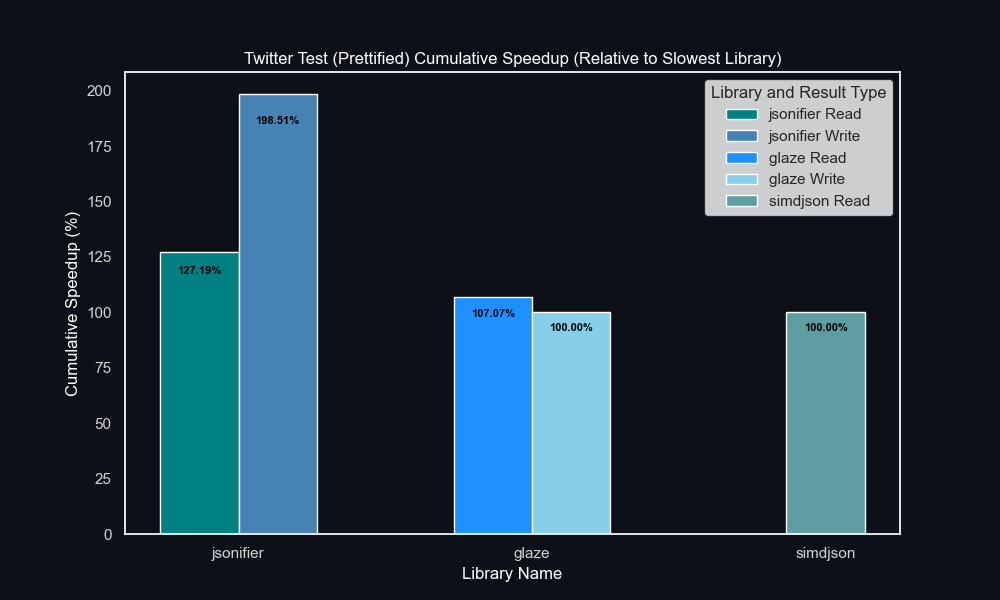 Twitter Test (Prettified) Cumulative Speedup (Relative to Slowest Library)
Cumulative Speedup (%)
200
175
150
125
100
75
50
25
0
127.19%
198.51%
107.07%
100.00%
100.00%
Library and Result Type
jsonifier Read
jsonifier Write
glaze Read
glaze Write
simdjson Read
jsonifier
glaze
simdjson
Library Name